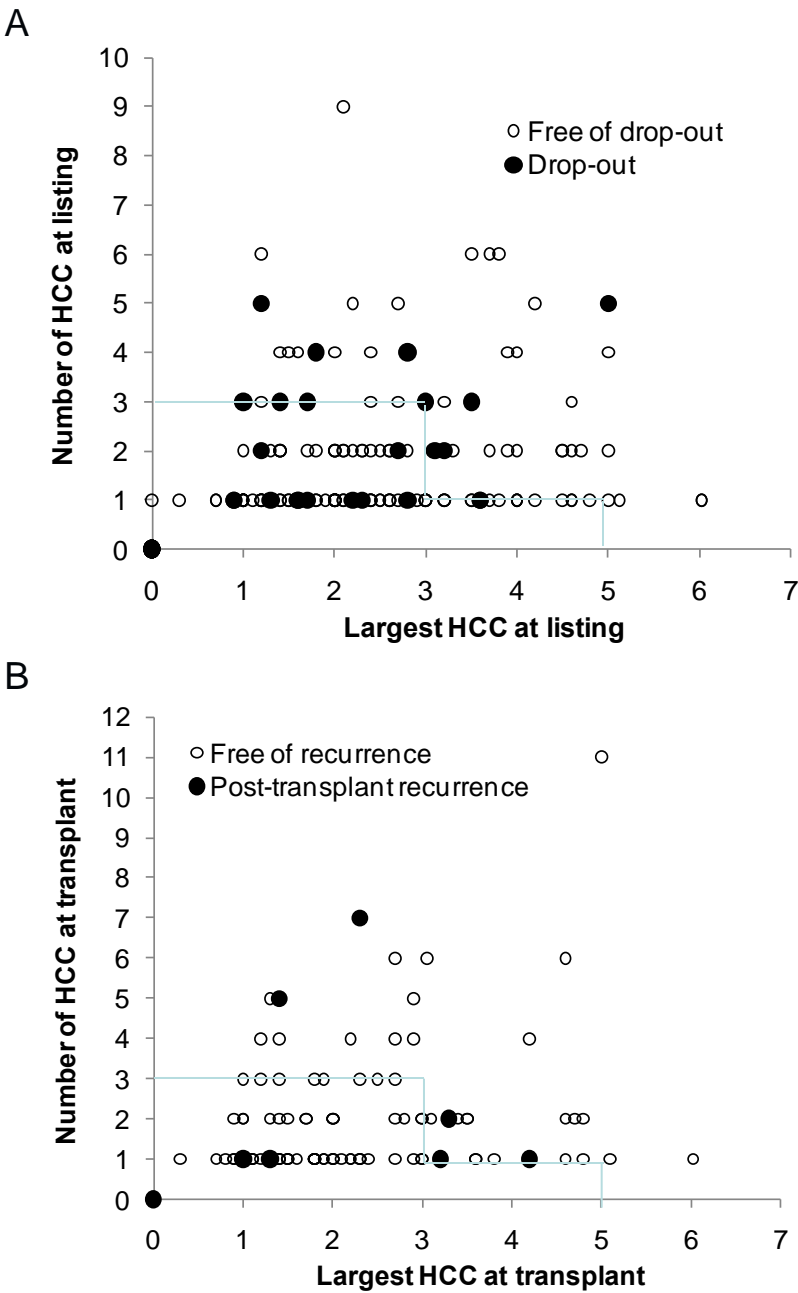 A
10
9
8
7
6
5
4
3
2
1
0
Number of HCC at listing
Free of drop-out
Drop-out
0 1 2 3 4 5 6 7
Largest HCC at listing
B
12
11
10
9
8
7
6
5
4
3
2
1
0
Number of HCC at transplant
Free of recurrence
Post-transplant recurrence
0 1 2 3 4 5 6 7
Largest HCC at transplant